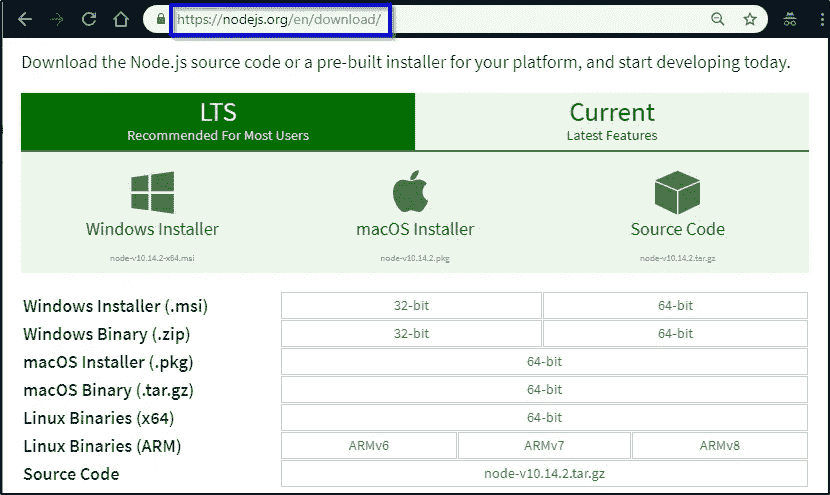 https://nodejs.org/en/download/
Download the Node.js source code or a pre-built installer for your platform, and start developing today.
LTS
Recommended For Most Users
Current
Latest Features
Windows Installer
macOS Installer
Source Code
node-v10.14.2-x64.msi
node-v10.14.2.pkg
node-v10.14.2.tar.gz
Windows Installer (.msi) 32-bit 64-bit
Windows Binary (.zip) 32-bit 64-bit
macOS Installer (.pkg) 64-bit
macOS Binary (.tar.gz) 64-bit
Linux Binaries (x64) 64-bit
Linux Binaries (ARM) ARMv6 ARMv7 ARMv8
Source Code node-v10.14.2.tar.gz